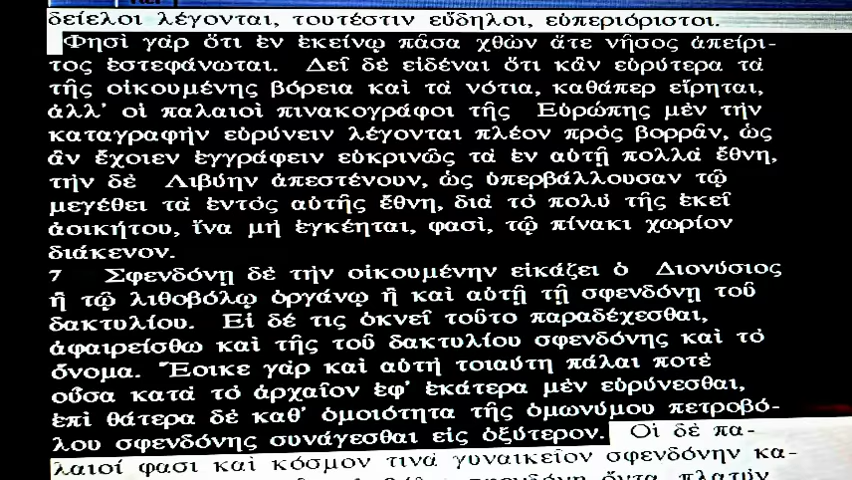 δείελοι λέγονται, τουτέστιν εὔδηλοι, εὐπεριόριστοι.
Φησὶ γὰρ ὅτι ἐν ἐκείνῳ πᾶσα χθὼν ἅτε νῆσος ἀπείρι-
τος ἐστεφάνωται. Δεῖ δὲ εἰδέναι ὅτι κἂν εὐρύτερα τὰ
τῆς οἰκουμένης βόρεια καὶ τὰ νότια, καθάπερ εἴρηται,
ἀλλ' οἱ παλαιοὶ πινακογράφοι τῆς Εὐρώπης μὲν τὴν
καταγραφὴν εὐρύνειν λέγονται πλέον πρὸς βορρᾶν, ὡς
ἂν ἔχοιεν ἐγγράφειν εὐκρινῶς τὰ ἐν αὐτῇ πολλὰ ἔθνη,
τὴν δὲ Λιβύην ἀπεστένουν, ὡς ὑπερβάλλουσαν τῷ
μεγέθει τὰ ἐντὸς αὐτῆς ἔθνη, διὰ τὸ πολὺ τῆς ἐκεῖ
ἀοικήτου, ἵνα μὴ ἐγκέηται, φασὶ, τῷ πίνακι χωρίον
διάκενον.
7 Σφενδόνῃ δὲ τὴν οἰκουμένην εἰκάζει ὁ Διονύσιος
ἢ τῷ λιθοβόλῳ ὀργάνῳ ἢ καὶ αὐτῇ τῇ σφενδόνῃ τοῦ
δακτυλίου. Εἰ δέ τις ὀκνεῖ τοῦτο παραδέχεσθαι,
ἀφαιρείσθω καὶ τῆς τοῦ δακτυλίου σφενδόνης καὶ τὸ
ὄνομα. Ἔοικε γὰρ καὶ αὐτὴ τοιαύτη πάλαι ποτὲ
οὖσα κατὰ τὸ ἀρχαῖον ἐφ' ἑκάτερα μὲν εὐρύνεσθαι,
ἐπὶ θάτερα δὲ καθ' ὁμοιότητα τῆς ὁμωνύμου πετροβό-
λου σφενδόνης συνάγεσθαι εἰς ὀξύτερον. Οἱ δὲ πα-
λαιοί φασι καὶ κόσμον τινὰ γυναικεῖον σφενδόνην κα-
ὄντα πλατὺν